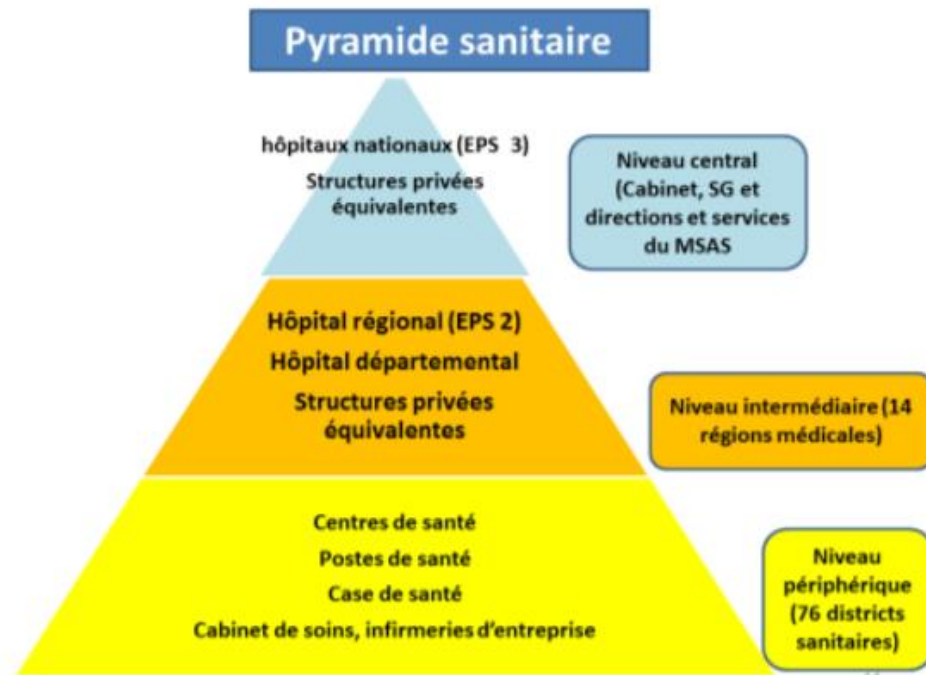 Pyramide sanitaire
hôpitaux nationaux (EPS 3)
Structures privées
équivalentes
Niveau central
(Cabinet, SG et
directions et services
du MSAS
Hôpital régional (EPS 2)
Hôpital départemental
Structures privées
équivalentes
Niveau intermédiaire (14
régions médicales)
Centres de santé
Postes de santé
Case de santé
Cabinet de soins, infirmeries d'entreprise
Niveau
périphérique
(76 districts
sanitaires)